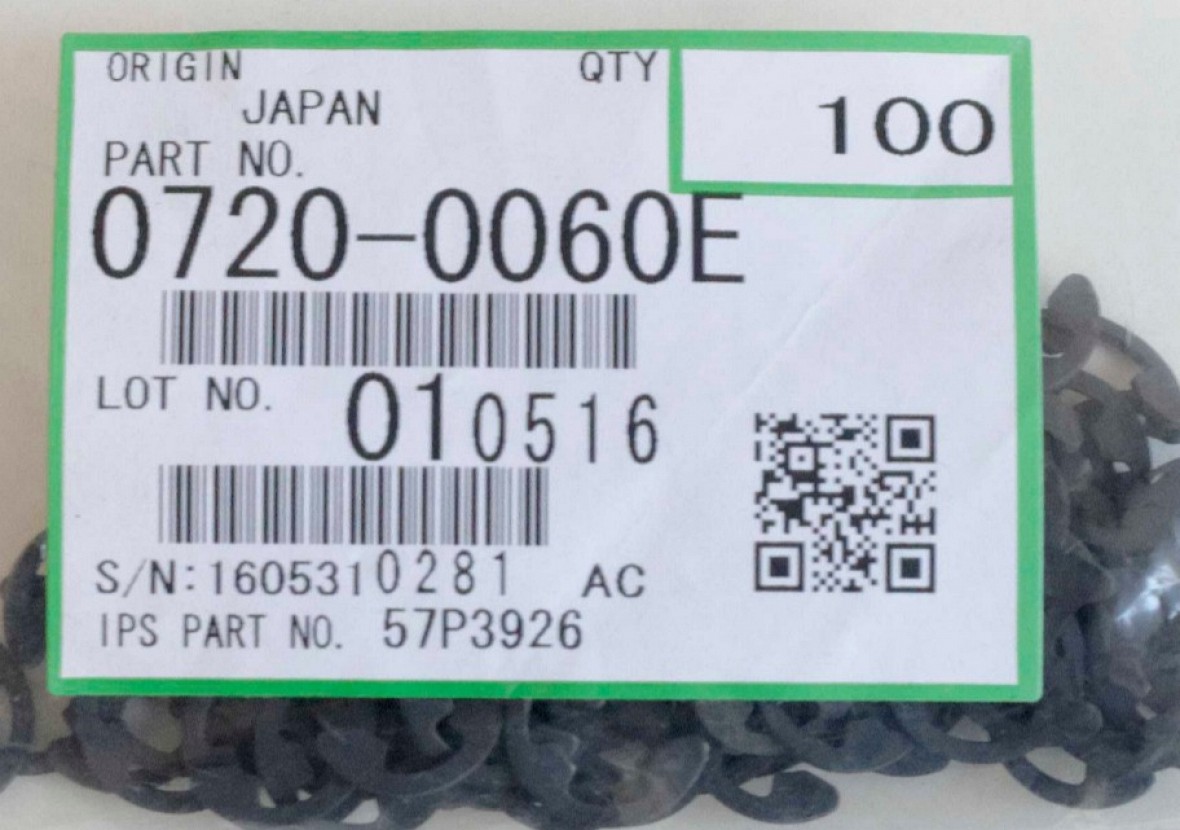 ORIGIN QTY
JAPAN 100
PART NO.
0720-0060E
LOT NO. 010516
S/N:1605310281 AC
IPS PART NO. 57P3926